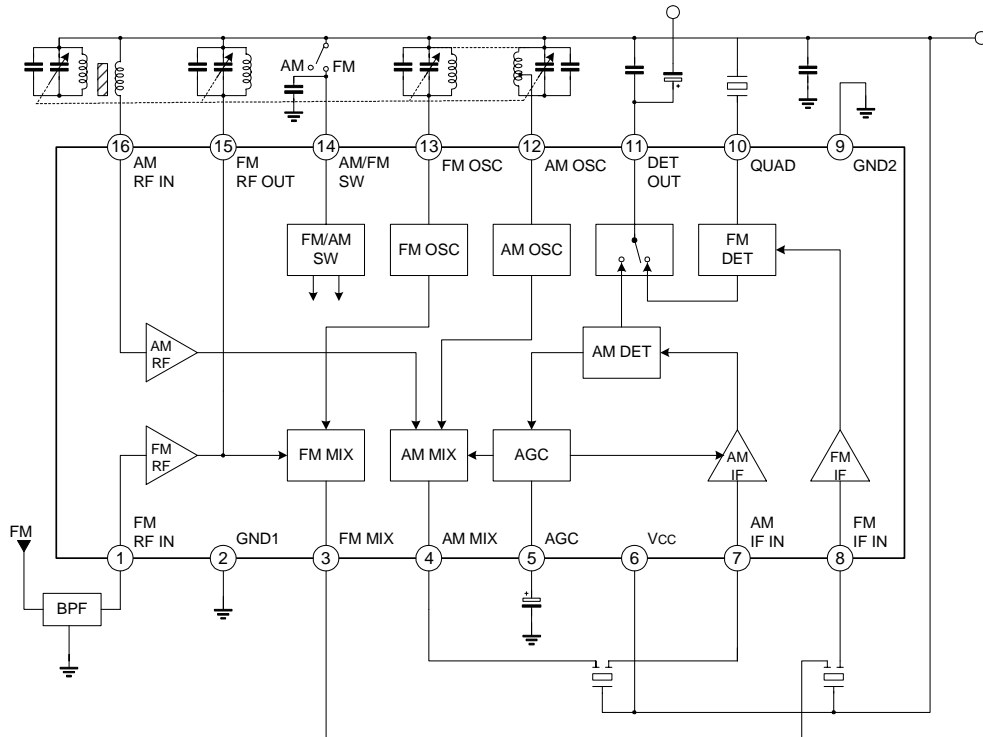 AM
FM
16
15
14
13
12
11
10
9
AM
RF IN
FM
RF OUT
AM/FM
SW
FM OSC
AM OSC
DET
OUT
QUAD
GND2
FM/AM
SW
FM OSC
AM OSC
FM
DET
AM
RF
AM DET
FM
RF
FM MIX
AM MIX
AGC
AM
IF
FM
IF
FM
FM
RF IN
GND1
FM MIX
AM MIX
AGC
VCC
AM
IF IN
FM
IF IN
1
2
3
4
5
6
7
8
BPF
+
+